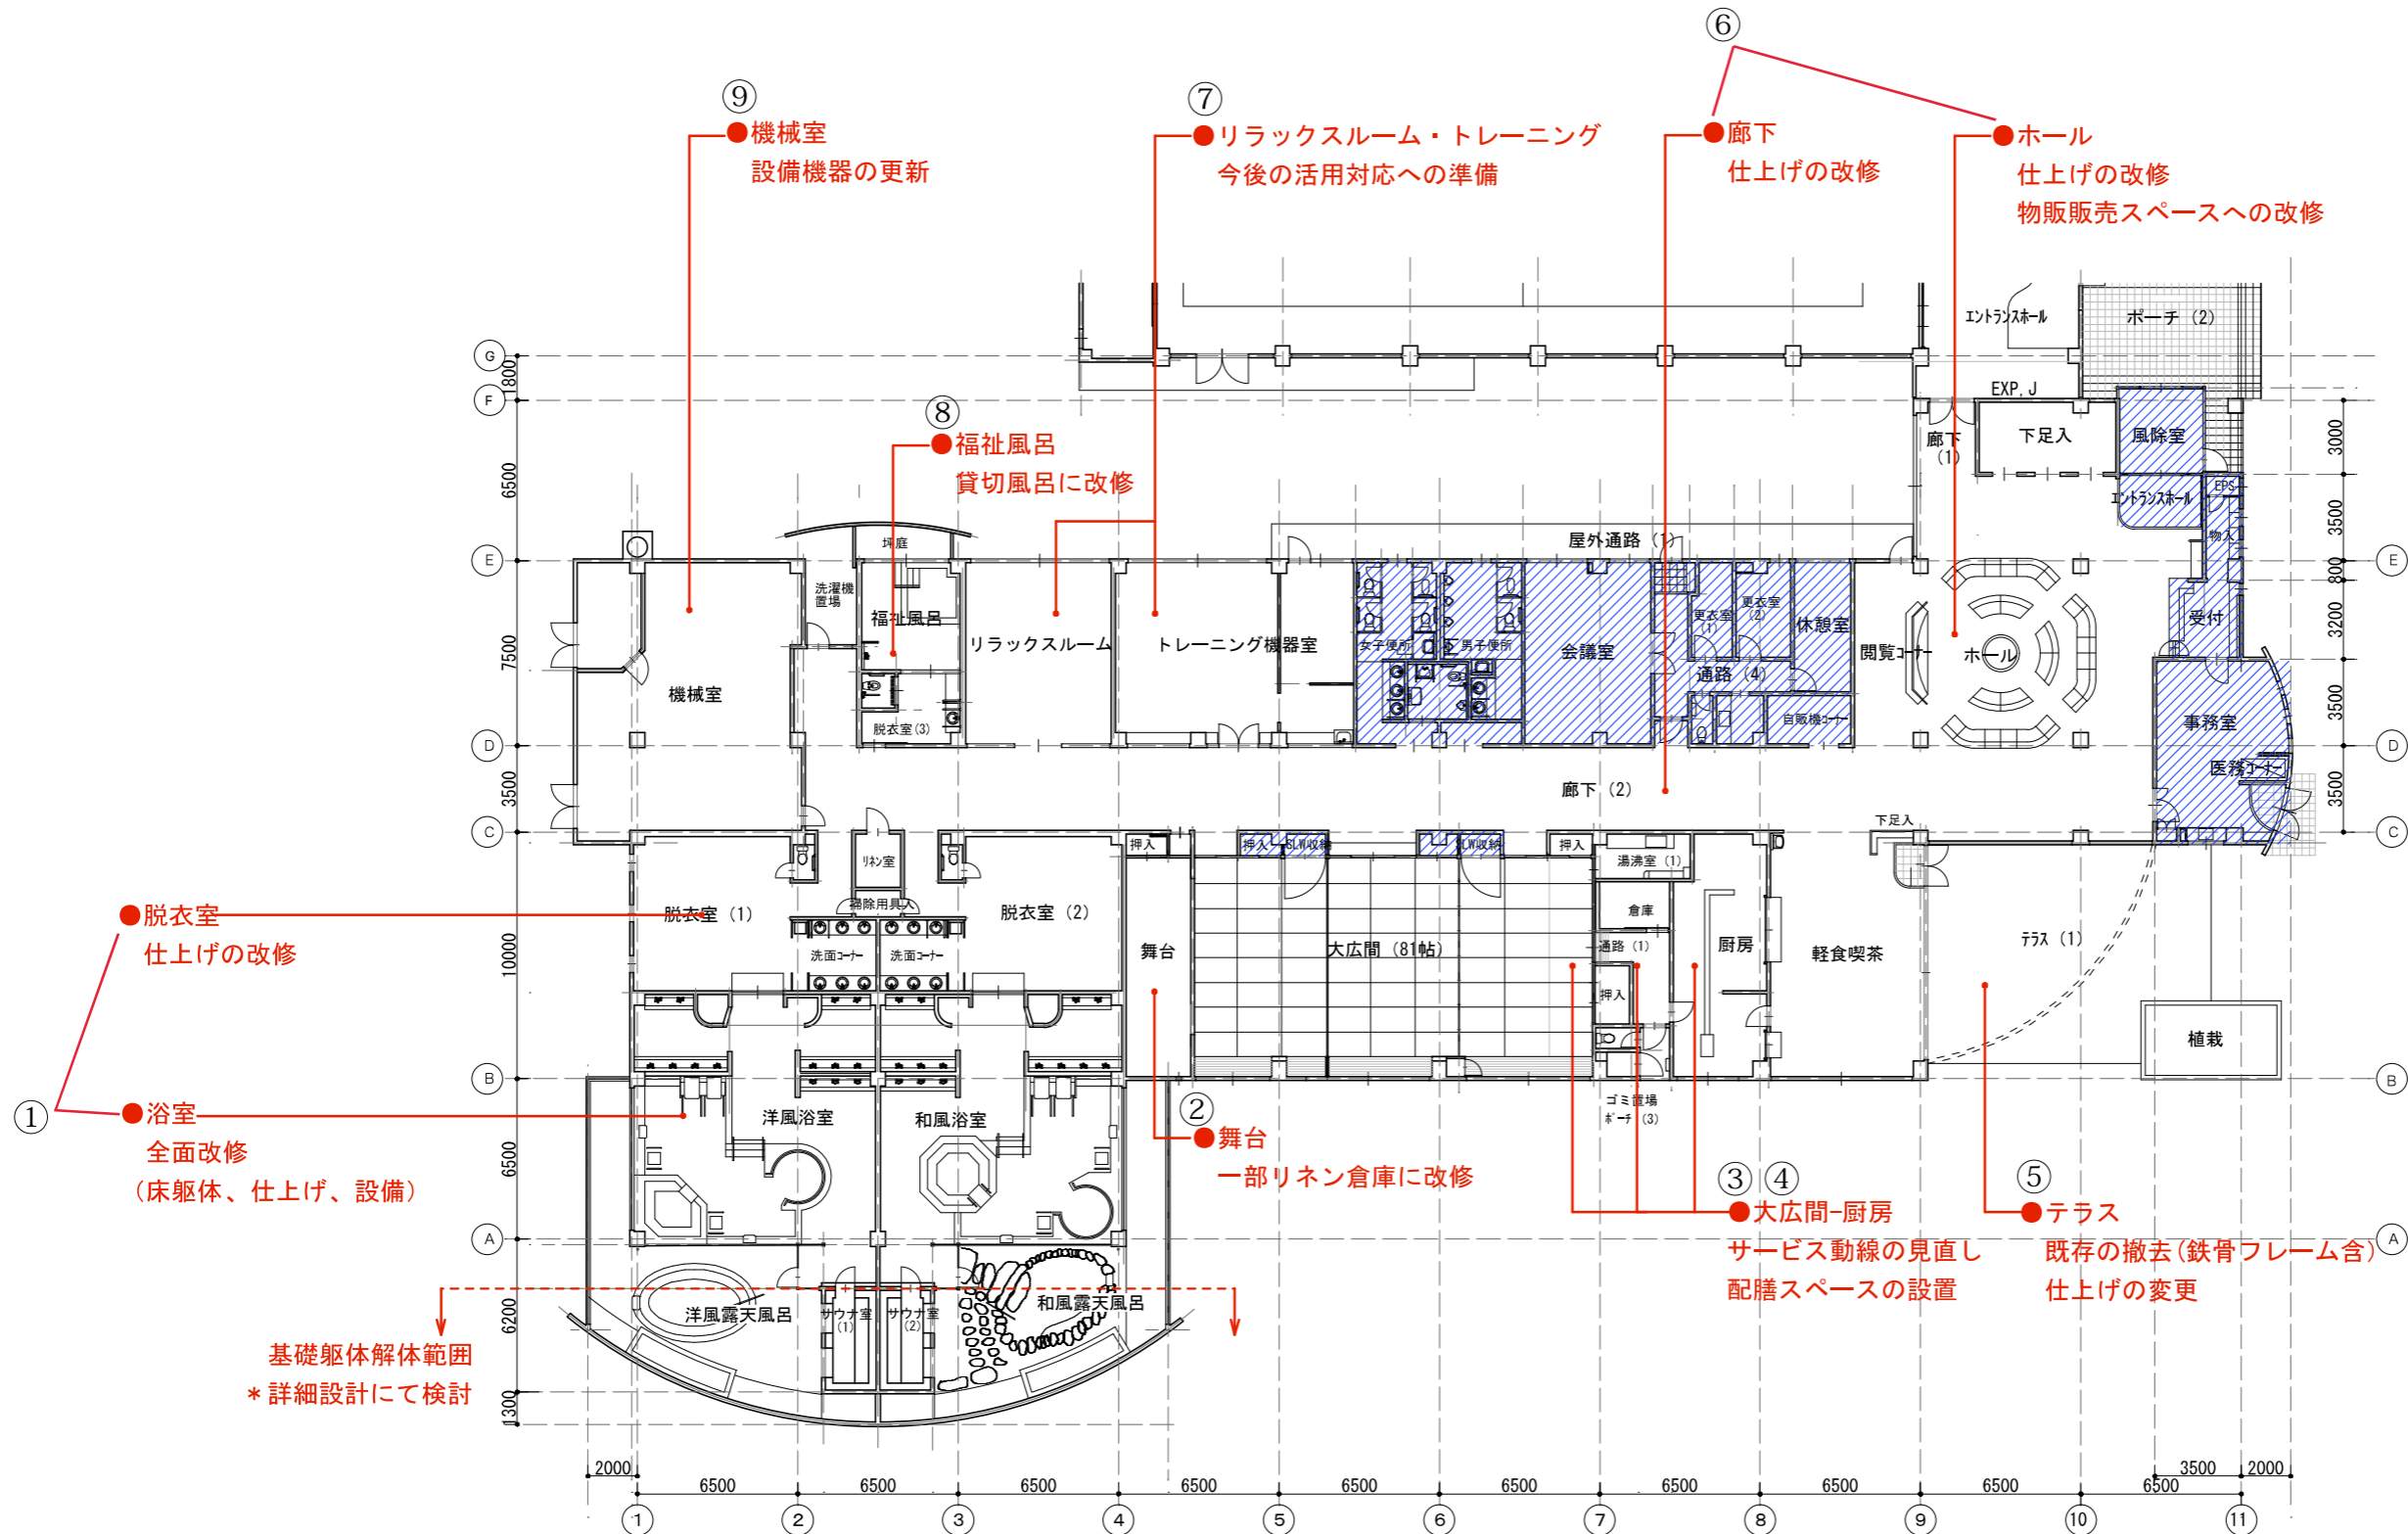 ⑥
⑨
●機械室
設備機器の更新
⑦
●リラックスルーム・トレーニング
今後の活用対応への準備
●廊下
仕上げの改修
●ホール
仕上げの改修
物販販売スペースへの改修
エントランスホール
ポーチ (2)
G
1800
F
EXP, J
⑧
●福祉風呂
貸切風呂に改修
廊下
(1)
下足入
風除室
3000
6500
エントランスホール
EPS
3500
物入
屋外通路 (1)
坪庭
E
E
800
洗濯機
置場
福祉風呂
リラックスルーム
トレーニング機器室
女子便所
男子便所
会議室
更衣室
(1)
更衣室
(2)
休憩室
閲覧コーナー
ホール
受付
3200
7500
機械室
通路 (4)
脱衣室(3)
自販機コーナー
事務室
3500
D
D
医務コーナー
3500
廊下 (2)
3500
C
C
下足入
押入
押入
SLW収納
SLW収納
押入
湯沸室 (1)
リネン室
●脱衣室
仕上げの改修
脱衣室 (1)
掃除用具入
脱衣室 (2)
倉庫
10000
洗面コーナー
洗面コーナー
舞台
大広間 (81帖)
通路 (1)
厨房
軽食喫茶
テラス (1)
押入
植栽
B
B
①
●浴室
全面改修
(床躯体、仕上げ、設備)
洋風浴室
和風浴室
ゴミ置場
ポーチ (3)
②
●舞台
一部リネン倉庫に改修
6500
③ ④
●大広間-厨房
サービス動線の見直し
配膳スペースの設置
⑤
●テラス
既存の撤去(鉄骨フレーム含)
仕上げの変更
A
A
洋風露天風呂
サウナ室
(1)
サウナ室
(2)
和風露天風呂
6200
基礎躯体解体範囲
*詳細設計にて検討
1300
2000
6500
6500
6500
6500
6500
6500
6500
6500
6500
6500
3500
2000
1
2
3
4
5
6
7
8
9
10
11